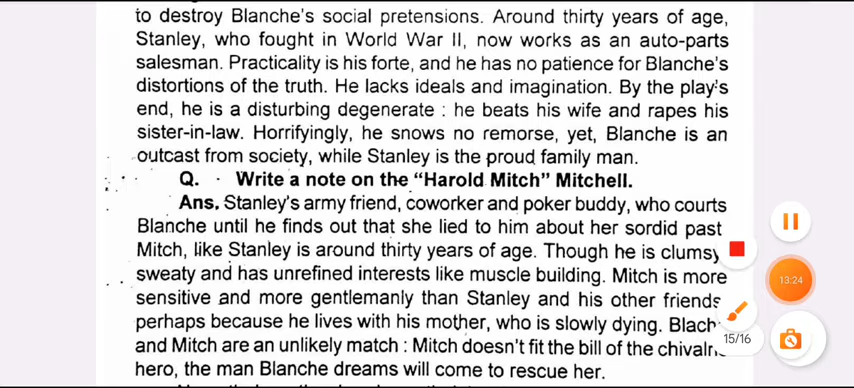 to destroy Blanche's social pretensions. Around thirty years of age,
Stanley, who fought in World War II, now works as an auto-parts
salesman. Practicality is his forte, and he has no patience for Blanche's
distortions of the truth. He lacks ideals and imagination. By the play's
end, he is a disturbing degenerate : he beats his wife and rapes his
sister-in-law. Horrifyingly, he snows no remorse, yet, Blanche is an
outcast from society, while Stanley is the proud family man.
Q. Write a note on the "Harold Mitch" Mitchell.
Ans. Stanley's army friend, coworker and poker buddy, who courts
Blanche until he finds out that she lied to him about her sordid past
Mitch, like Stanley is around thirty years of age. Though he is clumsy
sweaty and has unrefined interests like muscle building. Mitch is more
sensitive and more gentlemanly than Stanley and his other friends
perhaps because he lives with his mother, who is slowly dying. Blach
and Mitch are an unlikely match : Mitch doesn't fit the bill of the
hero, the man Blanche dreams will come to rescue her.
13:24
15/16